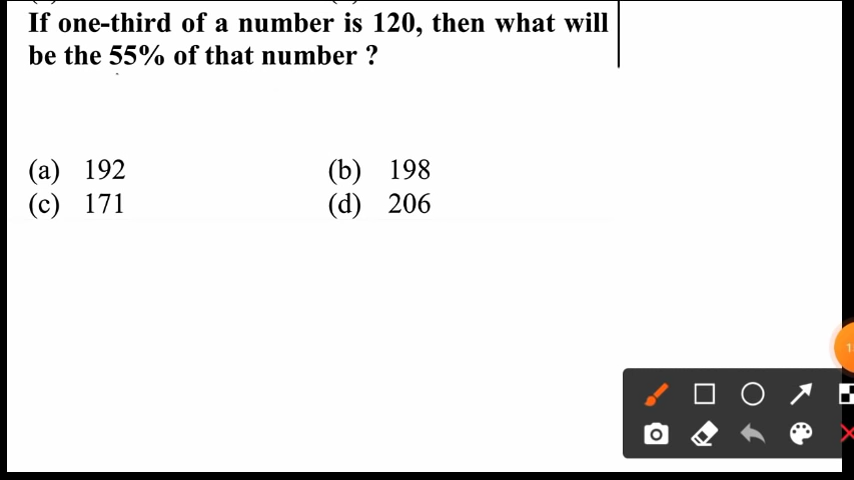 If one-third of a number is 120, then what will
be the 55% of that number ?
(a) 192 (b) 198
(c) 171 (d) 206